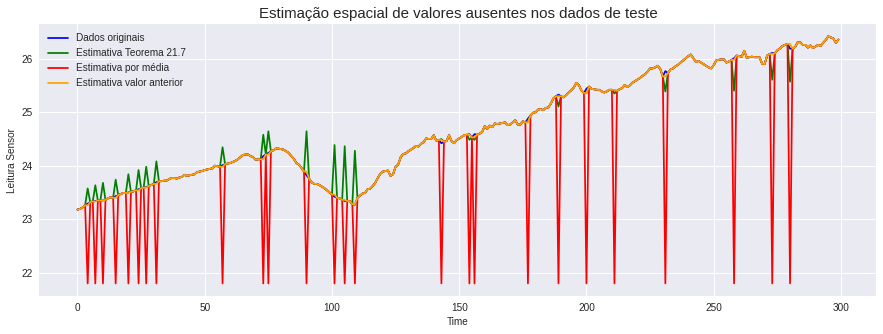 Estimação espacial de valores ausentes nos dados de teste
Dados originais
Estimativa Teorema 21.7
Estimativa por média
Estimativa valor anterior
Leitura Sensor
26
25
24
23
22
0 50 100 150 200 250 300
Time